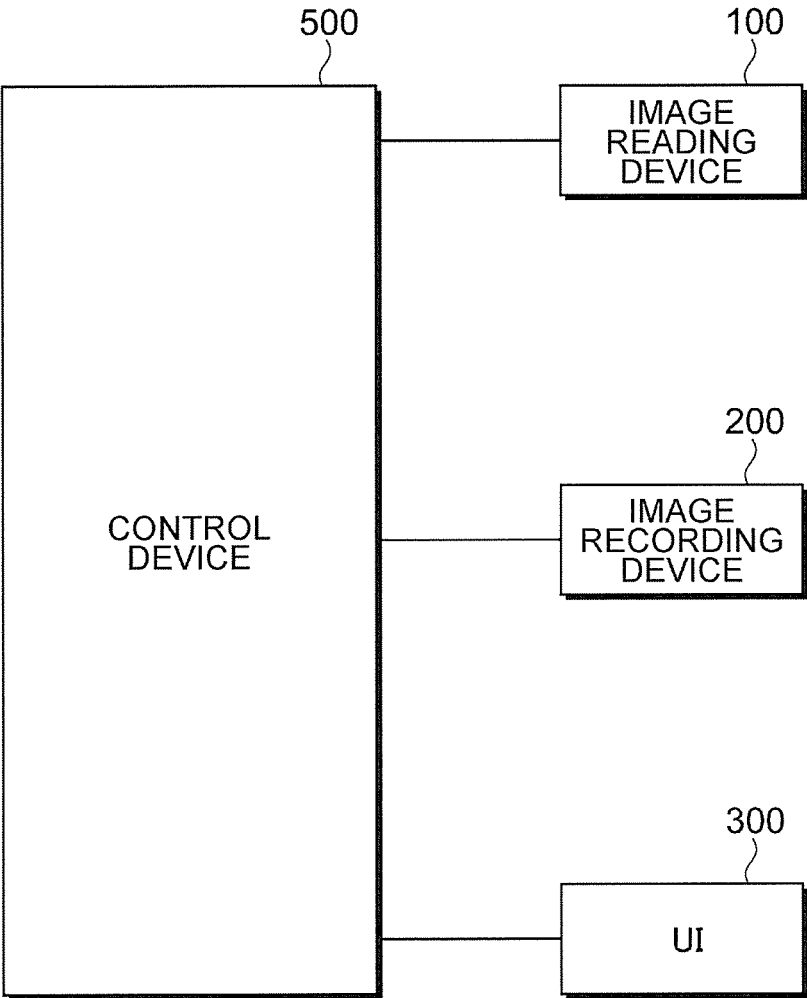 500
100
IMAGE
READING
DEVICE
200
CONTROL
DEVICE
IMAGE
RECORDING
DEVICE
300
UI